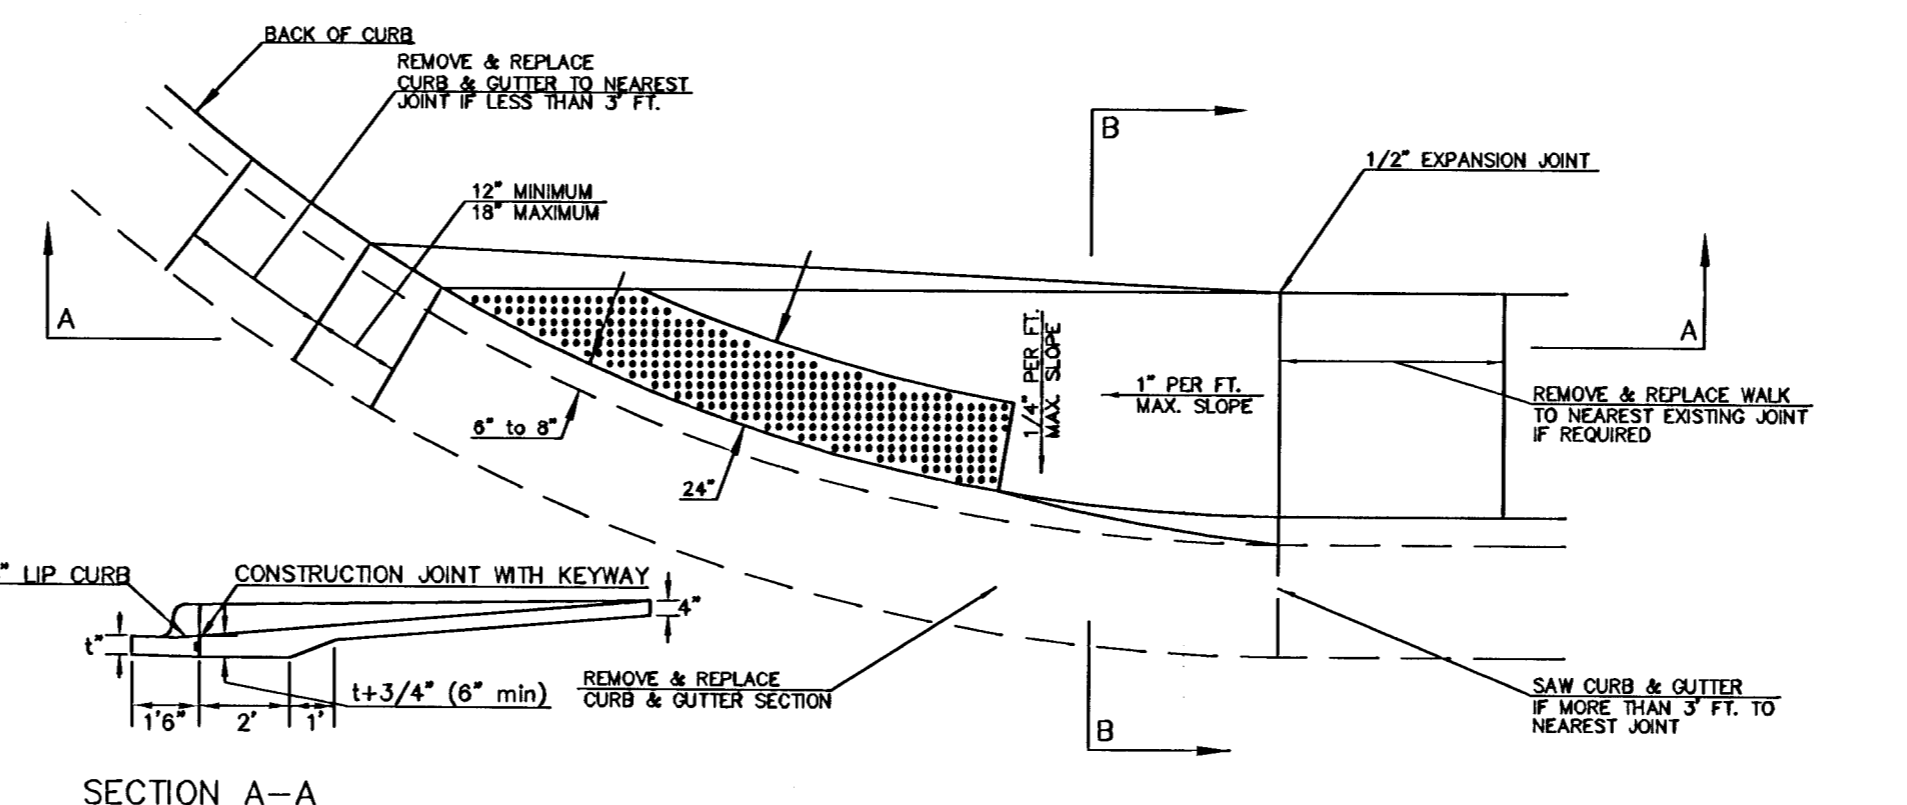 BACK OF CURB
REMOVE & REPLACE
CURB & GUTTER TO NEAREST
JOINT IF LESS THAN 3' FT.
12" MINIMUM
18" MAXIMUM
B
1/2" EXPANSION JOINT
A
A
1/4" PER FT.
MAX. SLOPE
1" PER FT.
MAX. SLOPE
REMOVE & REPLACE WALK
TO NEAREST EXISTING JOINT
IF REQUIRED
6" to 8"
24"
" LIP CURB
CONSTRUCTION JOINT WITH KEYWAY
4"
t"
t+3/4" (6" min)
1'6"
2'
1'
REMOVE & REPLACE
CURB & GUTTER SECTION
SAW CURB & GUTTER
IF MORE THAN 3' FT. TO
NEAREST JOINT
B
SECTION A-A